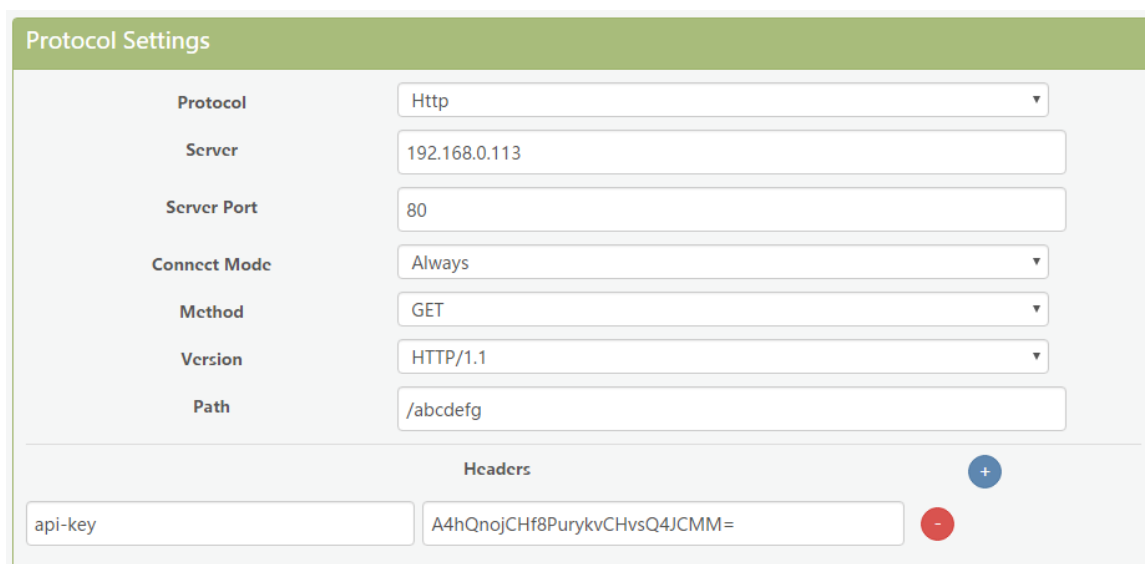 Protocol Settings
Protocol Http
Server 192.168.0.113
Server Port 80
Connect Mode Always
Method GET
Version HTTP/1.1
Path /abcdefg
Headers +
api-key A4hQnojCHf8PurykvCHvsQ4JCMM= -